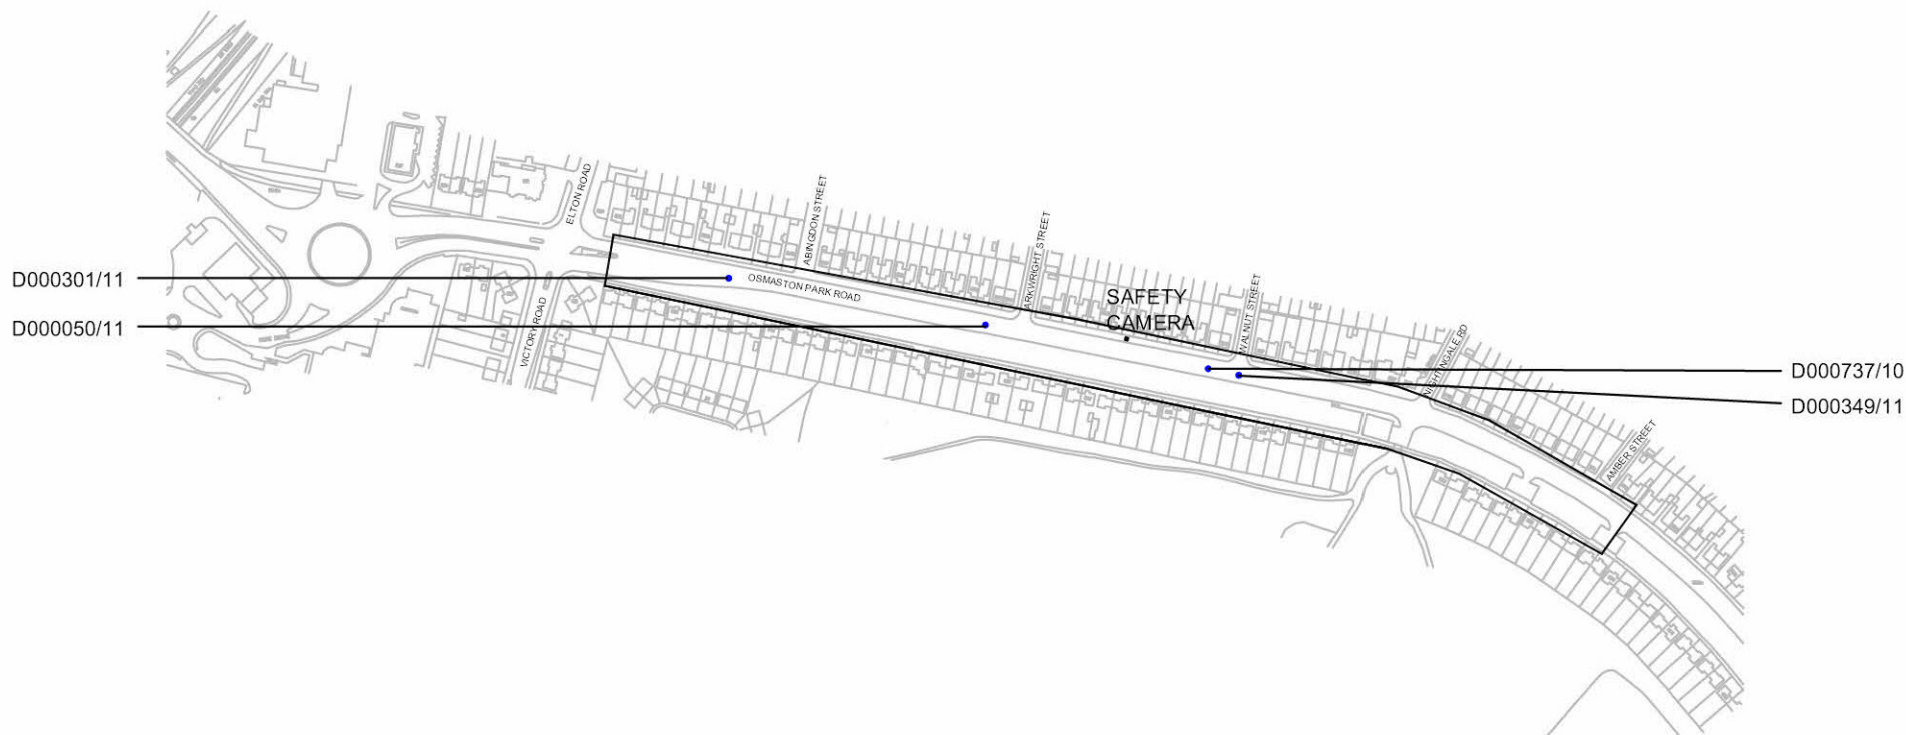 ELTON ROAD
ABINGDON STREET
ARKWRIGHT STREET
D000301/11
OSMASTON PARK ROAD
SAFETY
CAMERA
WALNUT STREET
D000050/11
VICTORY ROAD
NIGHTINGALE RD
D000737/10
D000349/11
AMBER STREET